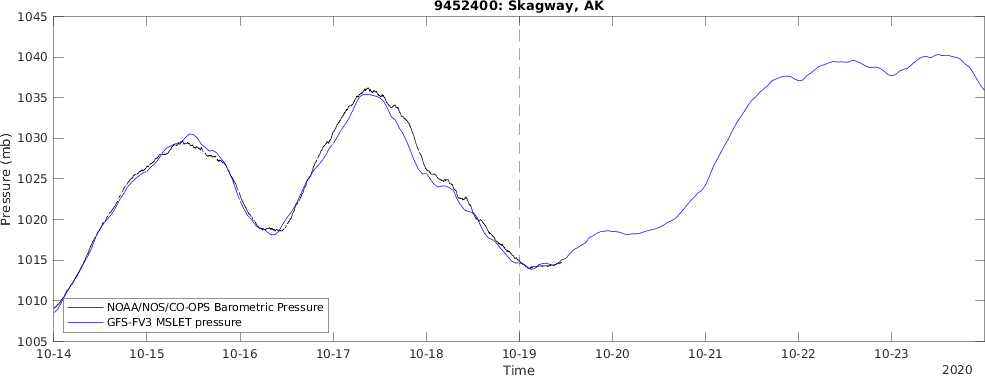 9452400: Skagway, AK
1045
1040
1035
1030
1025
1020
1015
1010
1005
Pressure (mb)
NOAA/NOS/CO-OPS Barometric Pressure
GFS-FV3 MSLET pressure
10-14 10-15 10-16 10-17 10-18 10-19 10-20 10-21 10-22 10-23
Time
2020